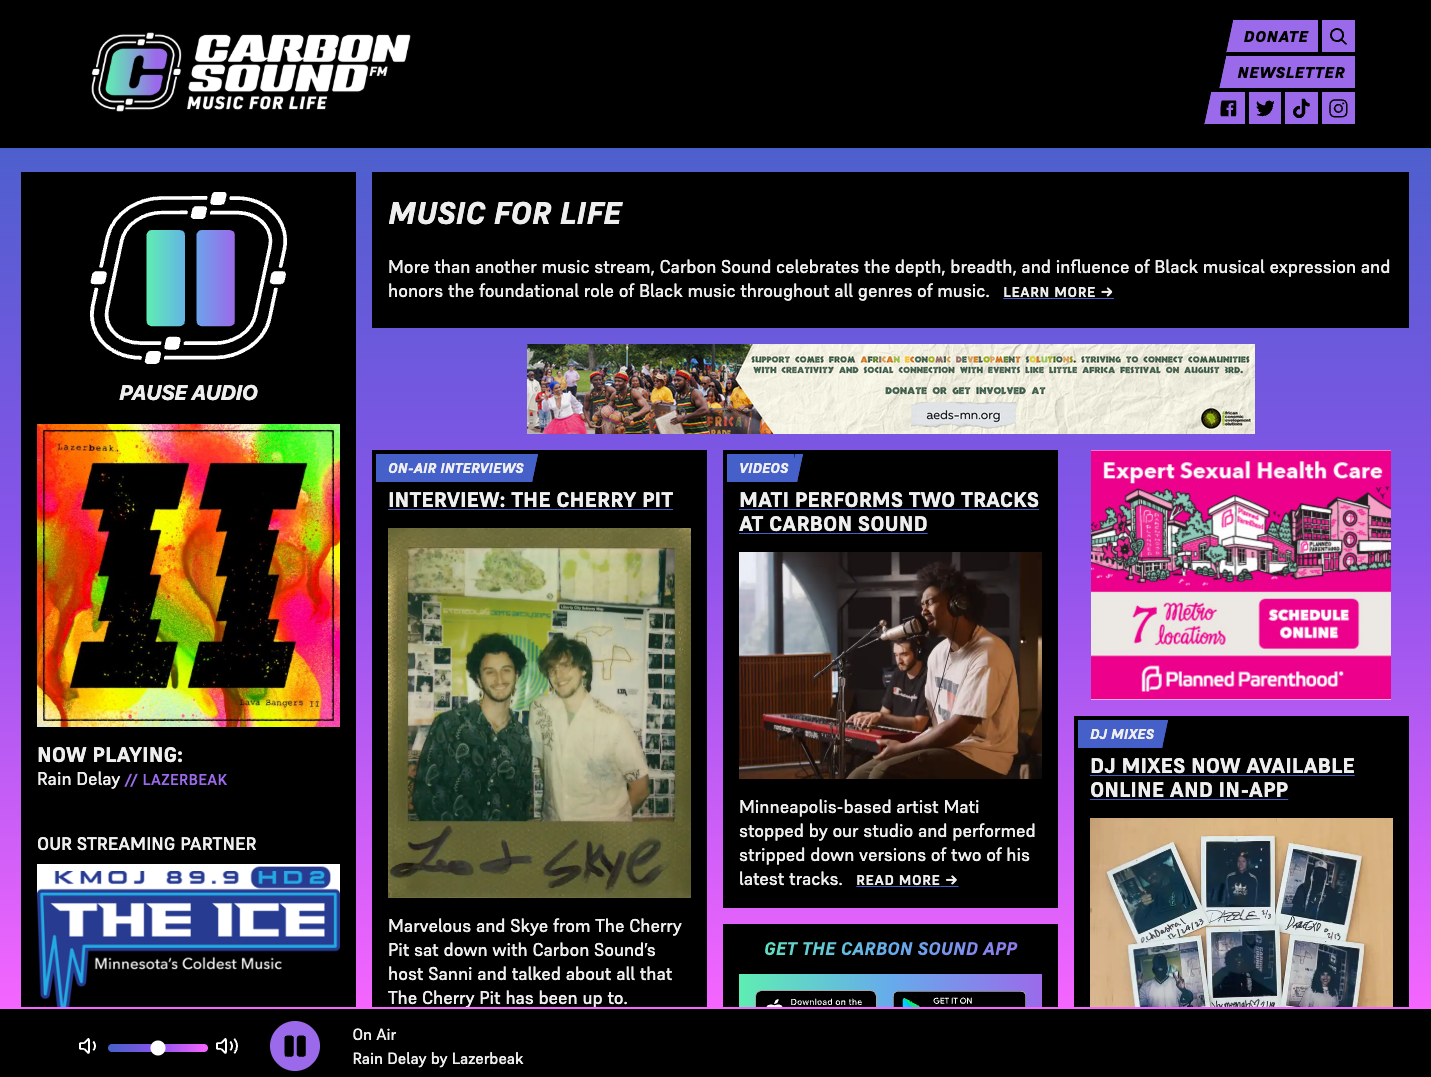 CARBON
SOUND FM
MUSIC FOR LIFE
DONATE
NEWSLETTER
PAUSE AUDIO
Lazerbeak.
II
Lava Bangers II
NOW PLAYING:
Rain Delay // LAZERBEAK
OUR STREAMING PARTNER
KMOJ 89.9 HD2
THE ICE
Minnesota's Coldest Music
MUSIC FOR LIFE
More than another music stream, Carbon Sound celebrates the depth, breadth, and influence of Black musical expression and
honors the foundational role of Black music throughout all genres of music. LEARN MORE →
SUPPORT COMES FROM AFRICAN ECONOMIC DEVELOPMENT SOLUTIONS. STRIVING TO CONNECT COMMUNITIES
WITH CREATIVITY AND SOCIAL CONNECTION WITH EVENTS LIKE LITTLE AFRICA FESTIVAL ON AUGUST 3RD.
DONATE OR GET INVOLVED AT
aeds-mn.org
african
economic
development
solutions
ON-AIR INTERVIEWS
INTERVIEW: THE CHERRY PIT
Skye
Marvelous and Skye from The Cherry
Pit sat down with Carbon Sound's
host Sanni and talked about all that
The Cherry Pit has been up to.
VIDEOS
MATI PERFORMS TWO TRACKS
AT CARBON SOUND
Minneapolis-based artist Mati
stopped by our studio and performed
stripped down versions of two of his
latest tracks. READ MORE →
GET THE CARBON SOUND APP
Download on the
GET IT ON
Expert Sexual Health Care
Planned
Parenthood
PLANNED
PARENTHOOD
7 Metro
locations
SCHEDULE
ONLINE
Planned Parenthood
DJ MIXES
DJ MIXES NOW AVAILABLE
ONLINE AND IN-APP
DAZZLE
On Air
Rain Delay by Lazerbeak